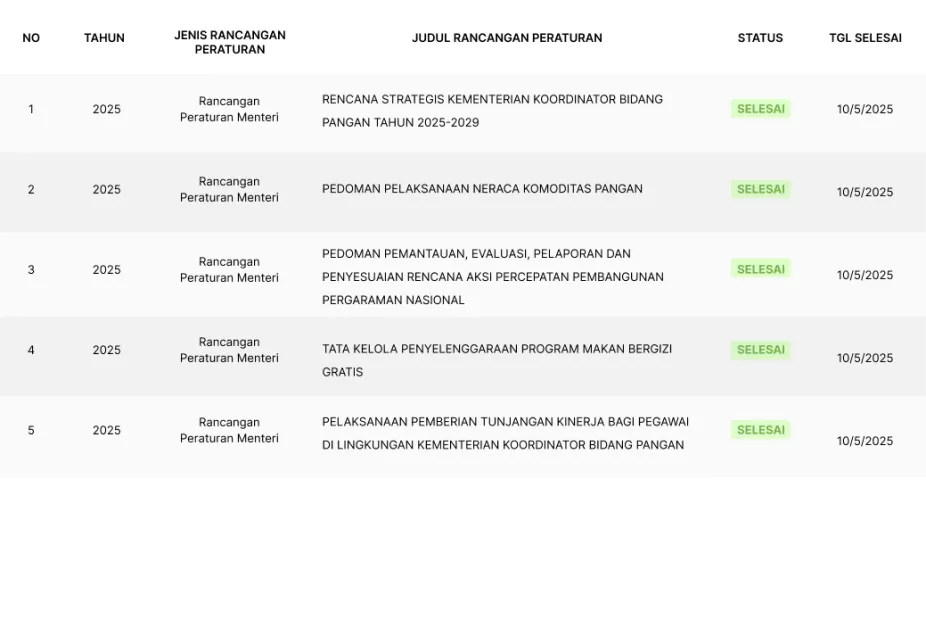 NO TAHUN JENIS RANCANGAN PERATURAN JUDUL RANCANGAN PERATURAN STATUS TGL SELESAI
1 2025 Rancangan Peraturan Menteri RENCANA STRATEGIS KEMENTERIAN KOORDINATOR BIDANG PANGAN TAHUN 2025-2029 SELESAI 10/5/2025
2 2025 Rancangan Peraturan Menteri PEDOMAN PELAKSANAAN NERACA KOMODITAS PANGAN SELESAI 10/5/2025
3 2025 Rancangan Peraturan Menteri PEDOMAN PEMANTAUAN, EVALUASI, PELAPORAN DAN PENYESUAIAN RENCANA AKSI PERCEPATAN PEMBANGUNAN PERGARAMAN NASIONAL SELESAI 10/5/2025
4 2025 Rancangan Peraturan Menteri TATA KELOLA PENYELENGGARAAN PROGRAM MAKAN BERGIZI GRATIS SELESAI 10/5/2025
5 2025 Rancangan Peraturan Menteri PELAKSANAAN PEMBERIAN TUNJANGAN KINERJA BAGI PEGAWAI DI LINGKUNGAN KEMENTERIAN KOORDINATOR BIDANG PANGAN SELESAI 10/5/2025